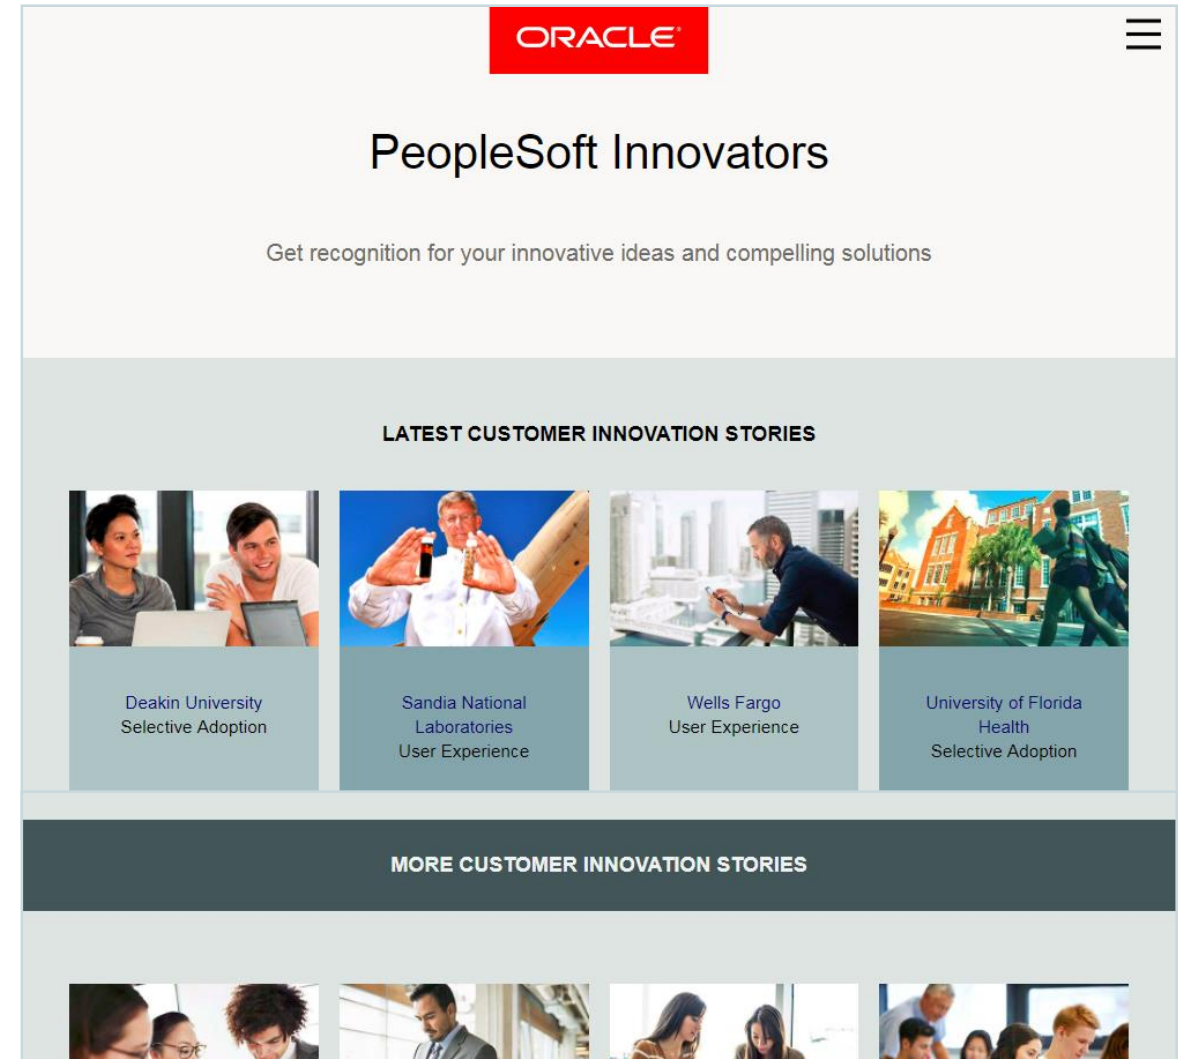 ORACLE
PeopleSoft Innovators
Get recognition for your innovative ideas and compelling solutions
LATEST CUSTOMER INNOVATION STORIES
Deakin University
Selective Adoption
Sandia National
Laboratories
User Experience
Wells Fargo
User Experience
University of Florida
Health
Selective Adoption
MORE CUSTOMER INNOVATION STORIES